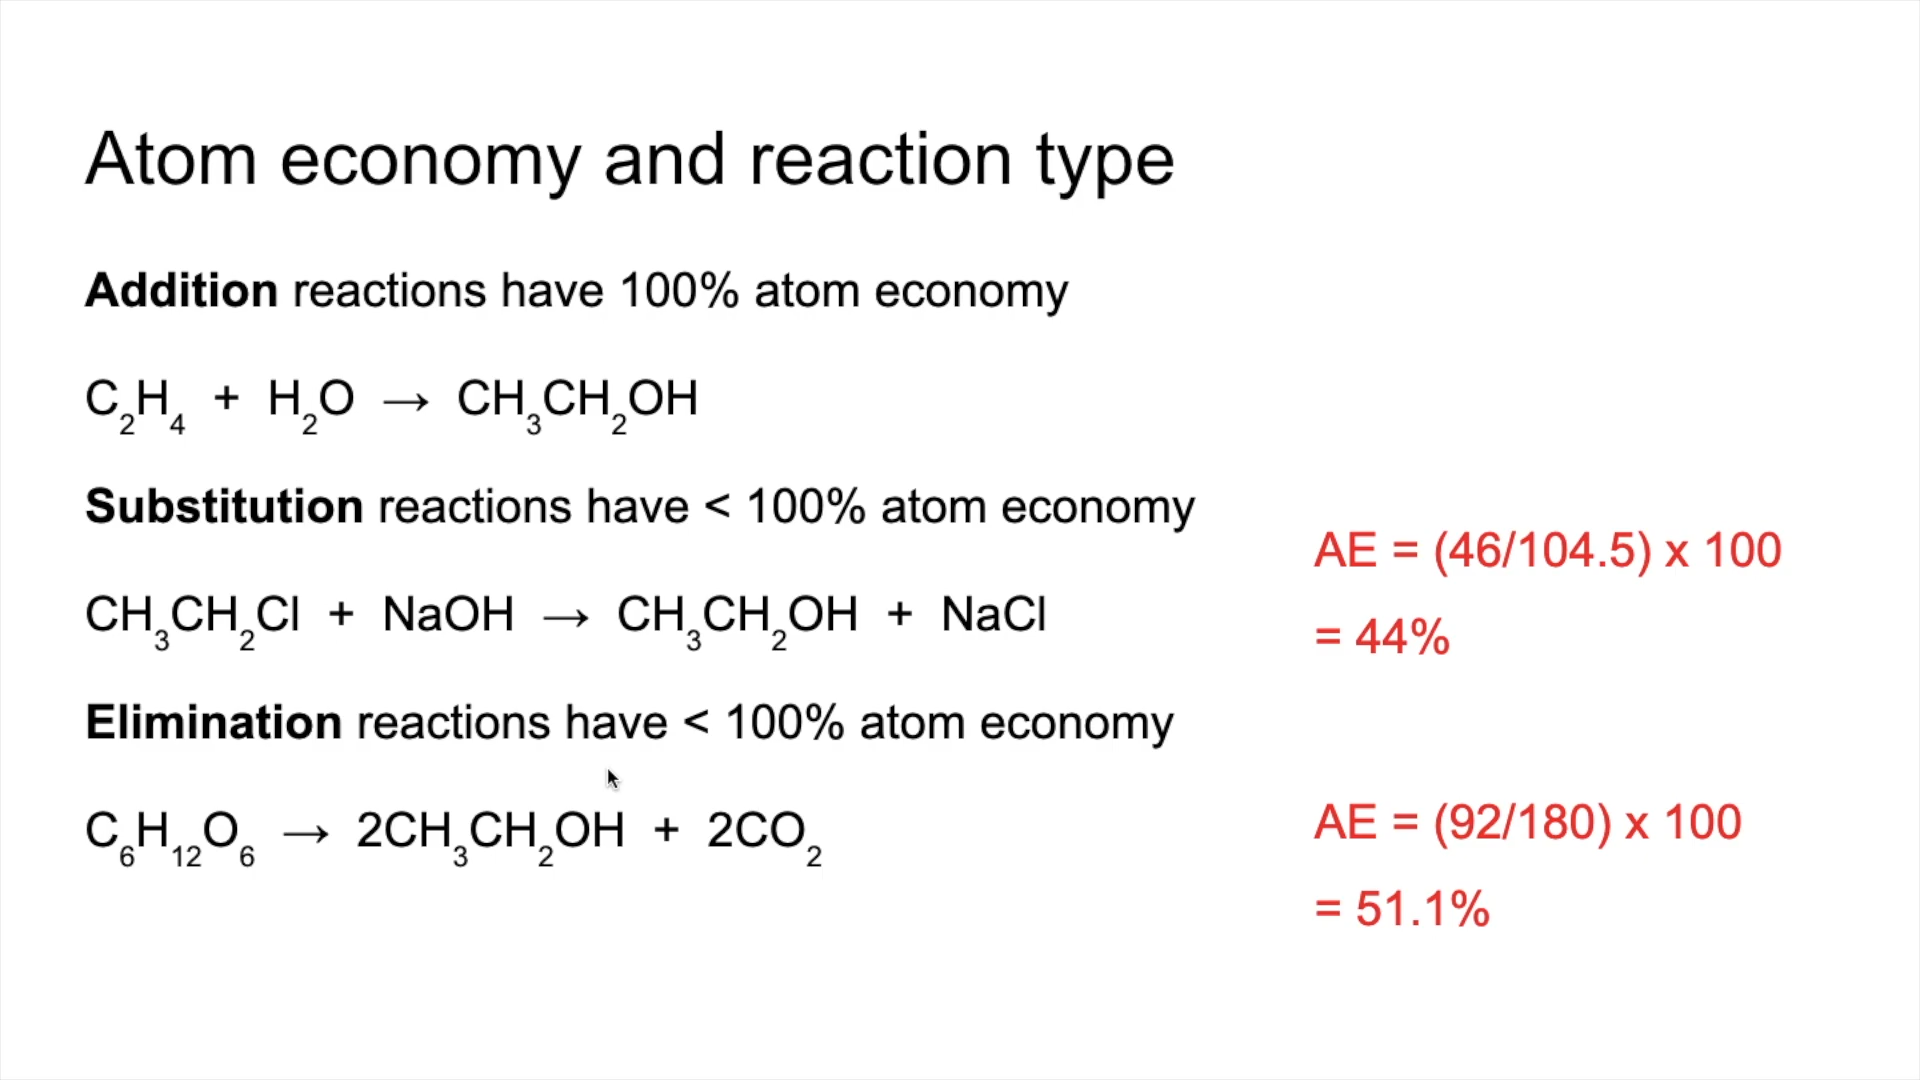 Atom economy and reaction type
Addition reactions have 100% atom economy
C₂H₄ + H₂O → CH₃CH₂OH
Substitution reactions have < 100% atom economy
AE = (46/104.5) x 100
CH₃CH₂Cl + NaOH → CH₃CH₂OH + NaCl
= 44%
Elimination reactions have < 100% atom economy
AE = (92/180) x 100
C₆H₁₂O₆ → 2CH₃CH₂OH + 2CO₂
= 51.1%